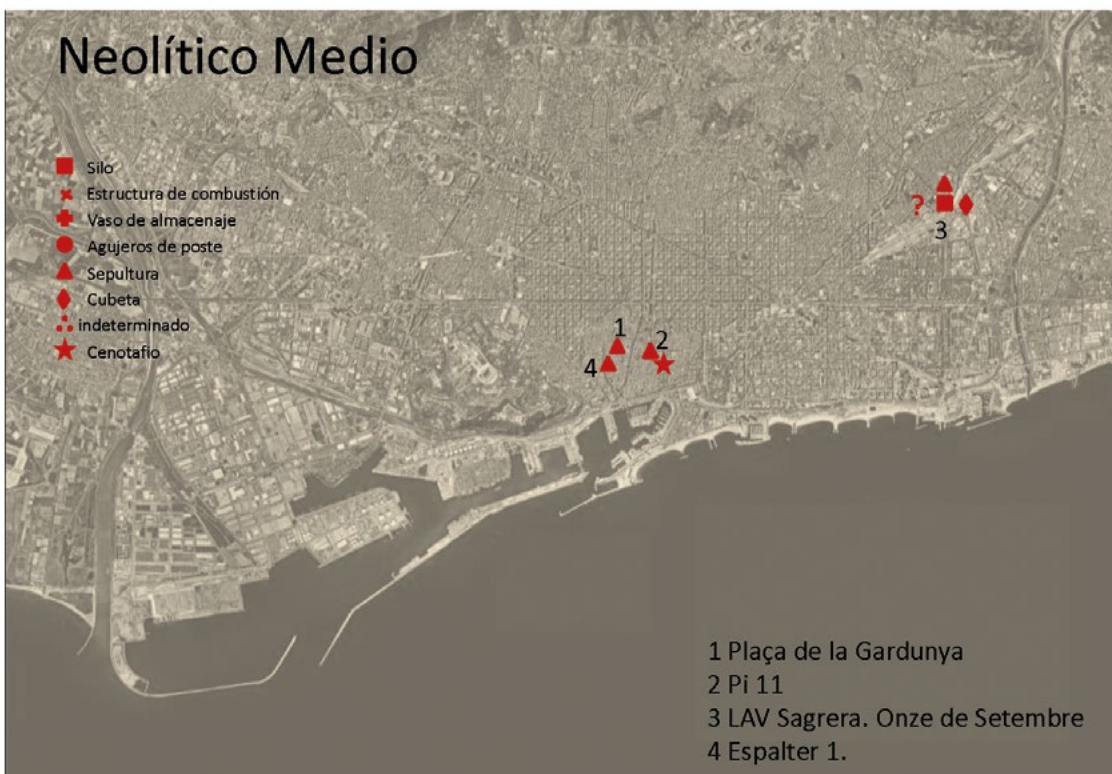 Neolítico Medio
Silo
Estructura de combustión
Vaso de almacenaje
Agujeros de poste
Sepultura
Cubeta
indeterminado
Cenotafio
?
3
1
2
4
1 Plaça de la Gardunya
2 Pi 11
3 LAV Sagrera. Onze de Setembre
4 Espalter 1.